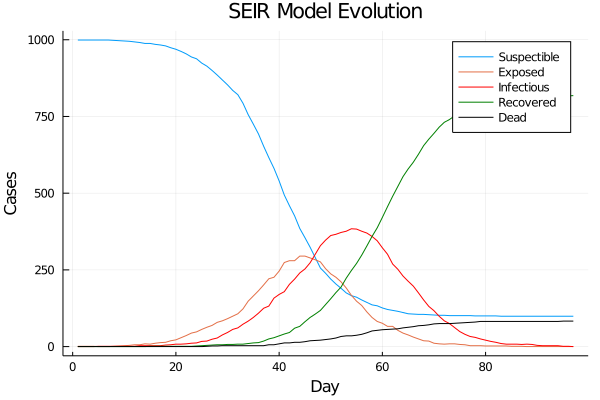 SEIR Model Evolution
Cases
1000
750
500
250
0
Suspectible
Exposed
Infectious
Recovered
Dead
0 20 40 60 80
Day